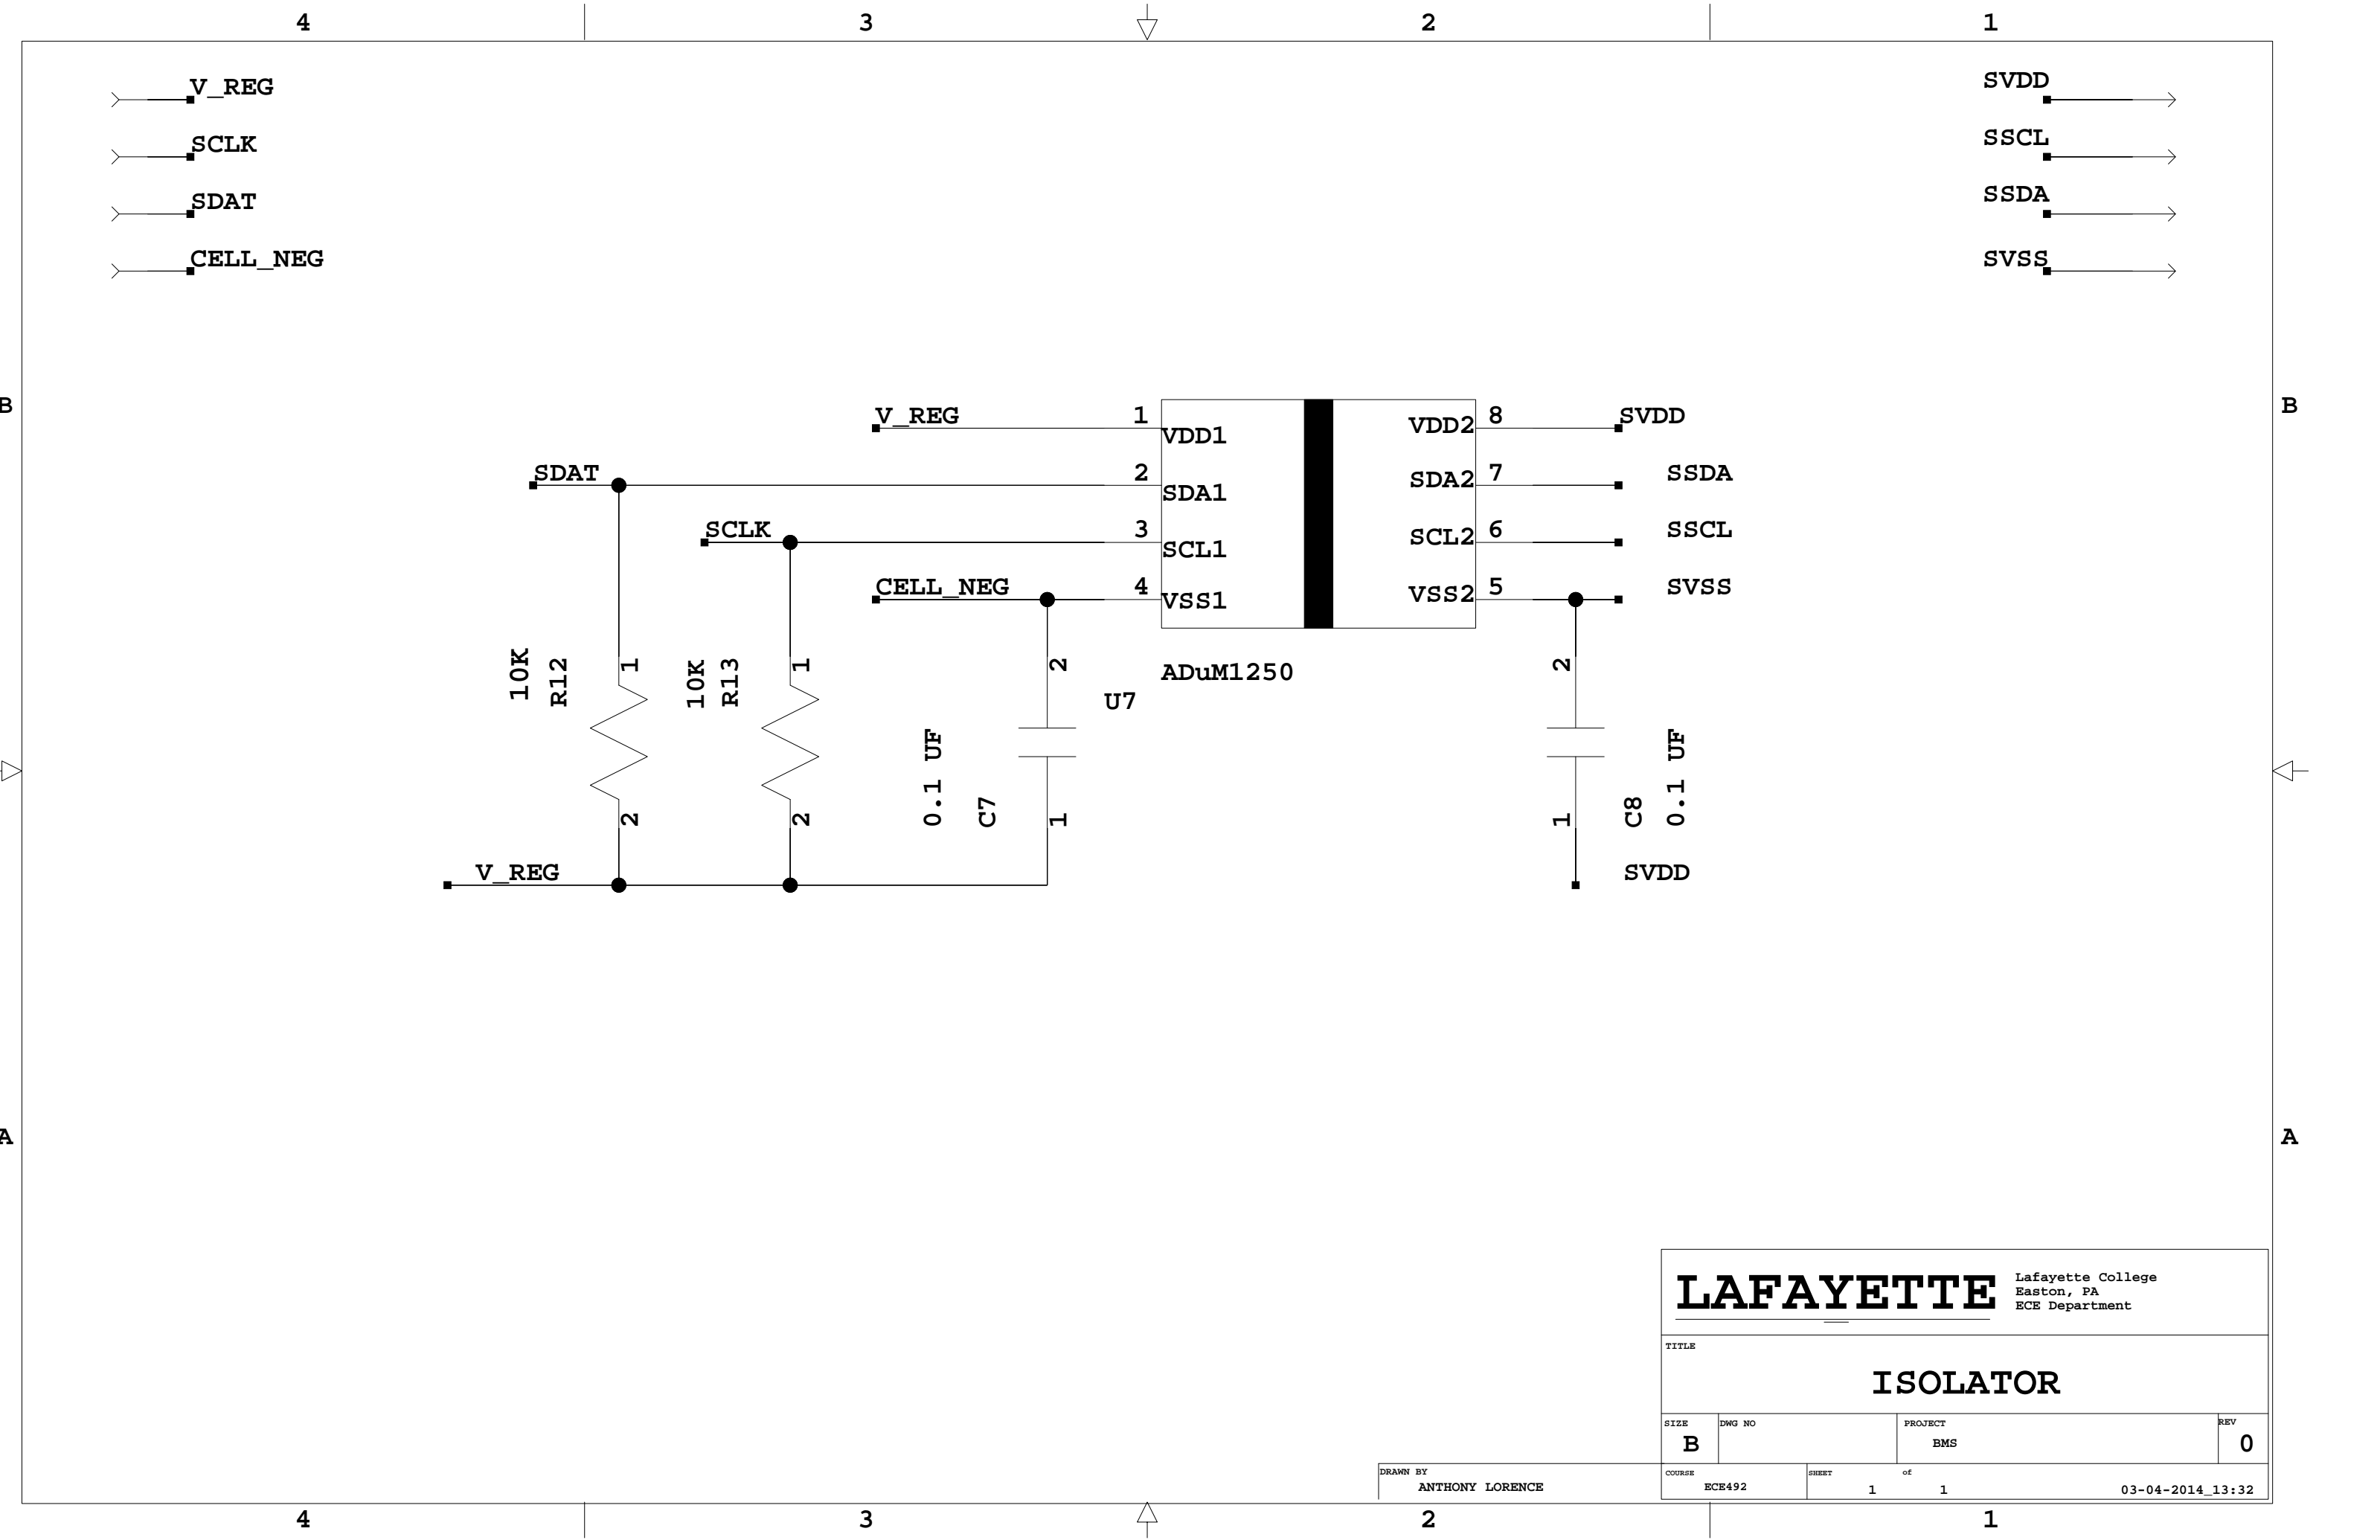 4 3 2 1
V_REG SVDD
SCLK SSCL
SDAT SSDA
CELL_NEG SVSS
B B
V_REG 1 VDD1 VDD2 8 SVDD
SDAT 2 SDA1 SDA2 7 SSDA
SCLK 3 SCL1 SCL2 6 SSCL
CELL_NEG 4 VSS1 VSS2 5 SVSS
ADuM1250
U7
10K
R12
1
2
10K
R13
1
2
0.1 UF
C7
2
1
2
1
C8
0.1 UF
V_REG SVDD
A A
LAFAYETTE
Lafayette College
Easton, PA
ECE Department
TITLE
ISOLATOR
SIZE DWG NO PROJECT REV
B BMS 0
DRAWN BY COURSE SHEET of
ANTHONY LORENCE ECE492 1 1 03-04-2014_13:32
4 3 2 1